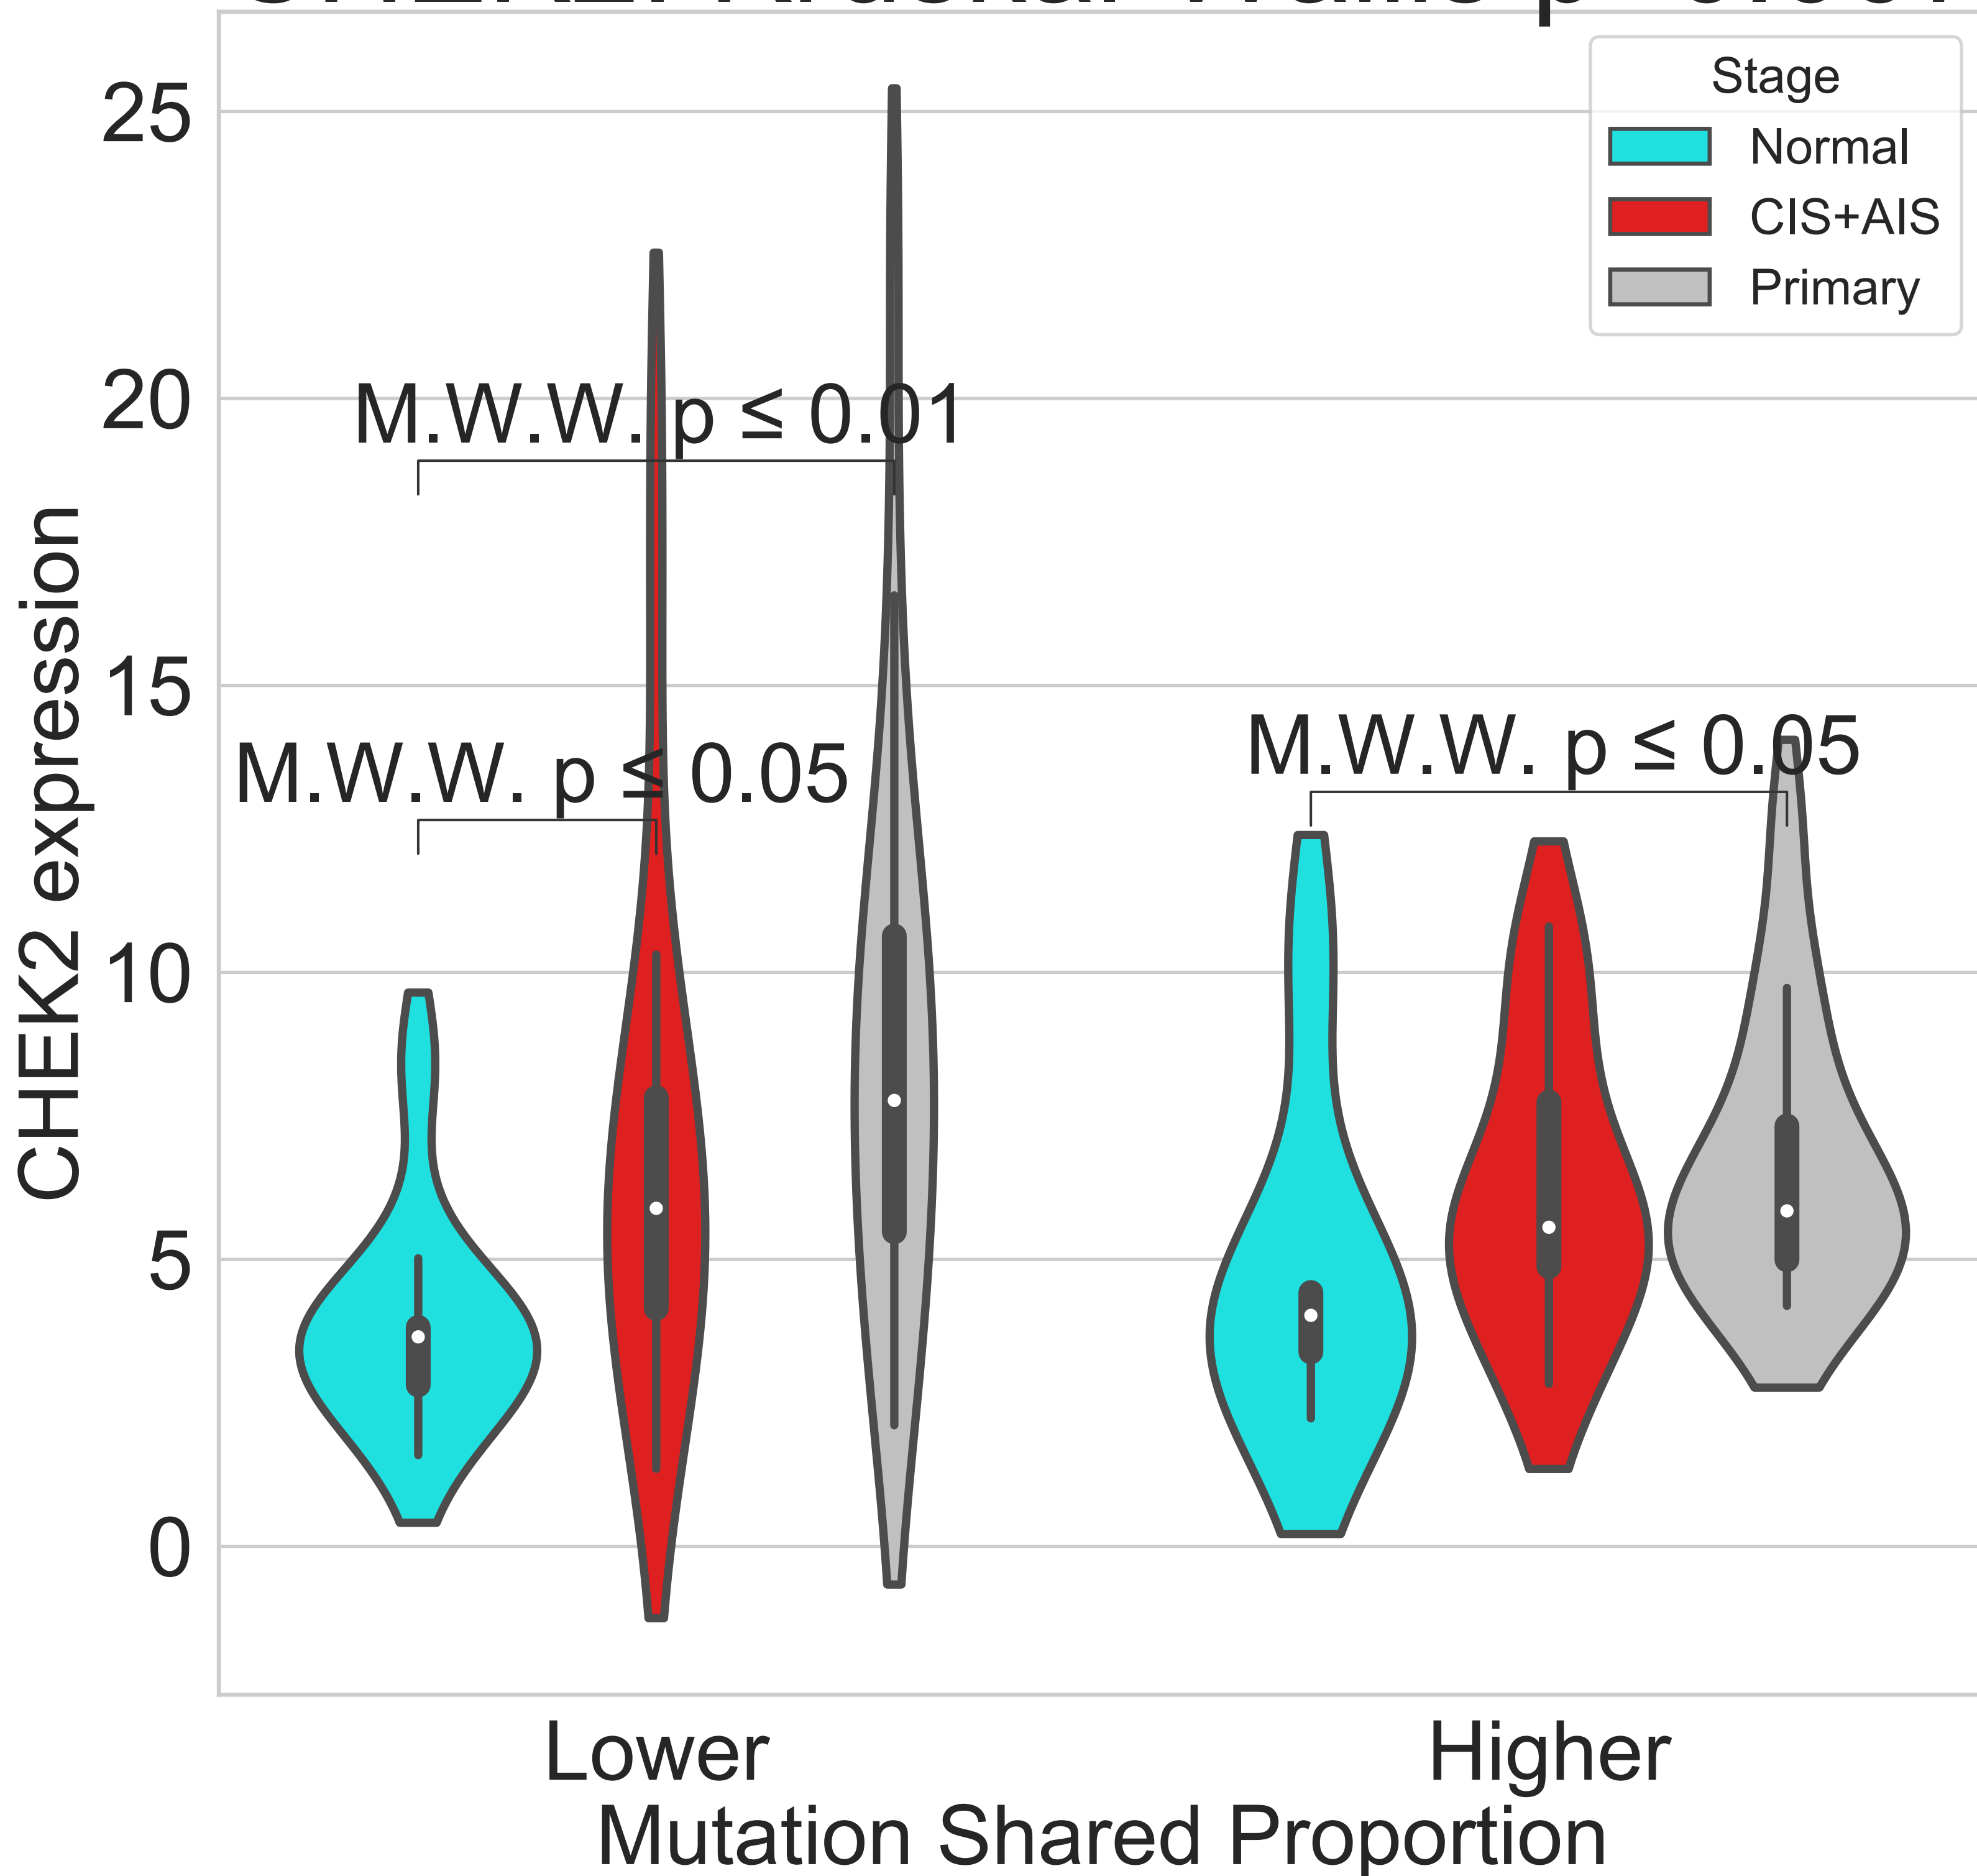 Stage
Normal
CIS+AIS
Primary
25
20
15
10
5
0
CHEK2 expression
M.W.W. p ≤ 0.01
M.W.W. p ≤ 0.05
M.W.W. p ≤ 0.05
Lower
Higher
Mutation Shared Proportion